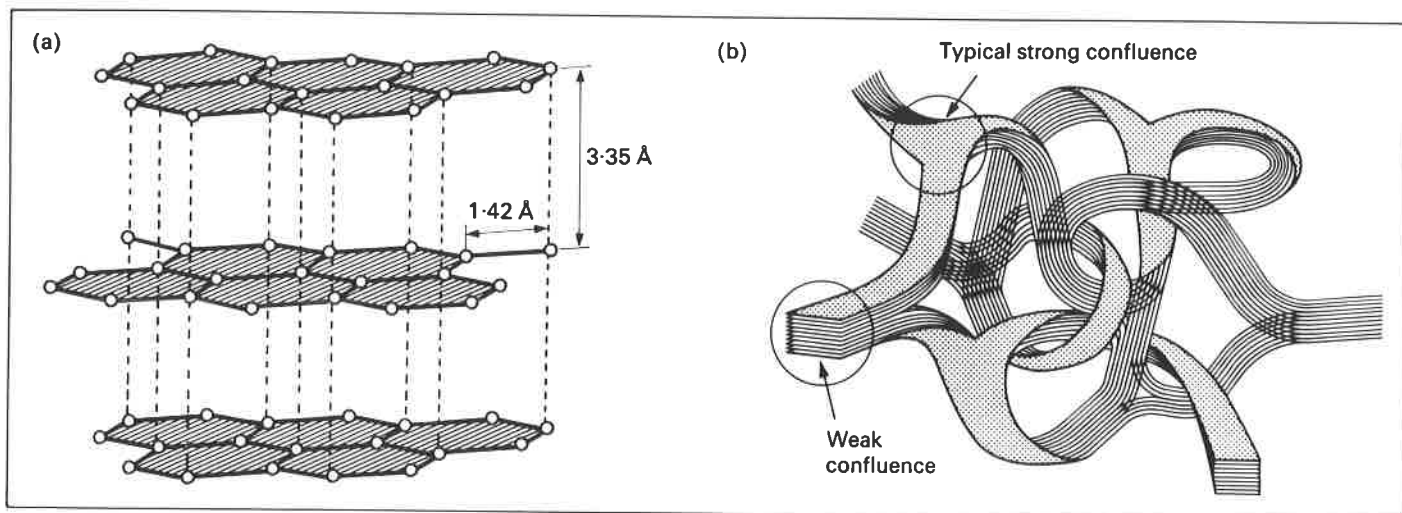 (a)
3·35 Å
1·42 Å
(b)
Typical strong confluence
Weak
confluence